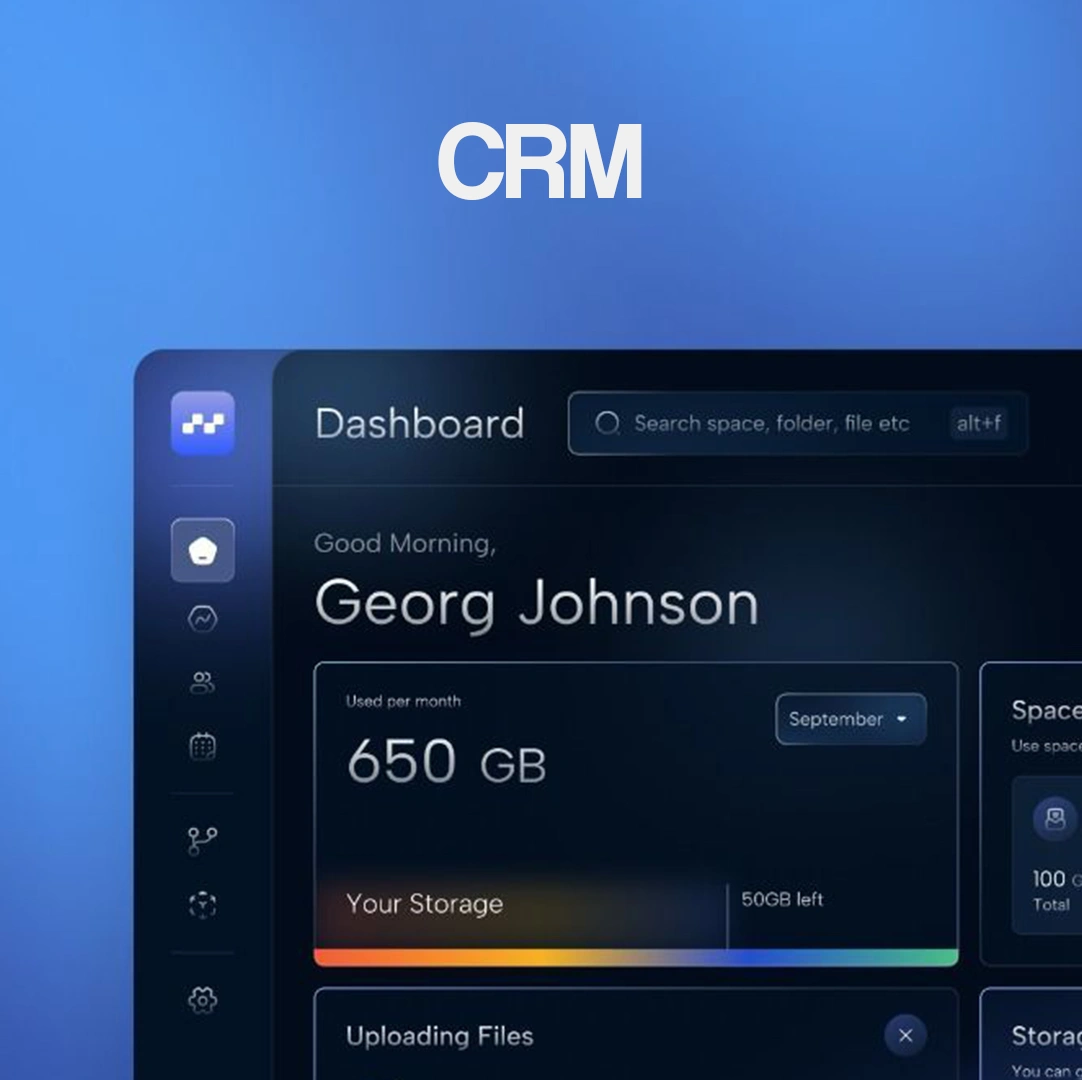 CRM
Dashboard
Search space, folder, file etc
alt+f
Good Morning,
Georg Johnson
Used per month
September
650 GB
Your Storage
50GB left
Space
Use space
100
Total
Uploading Files
You can